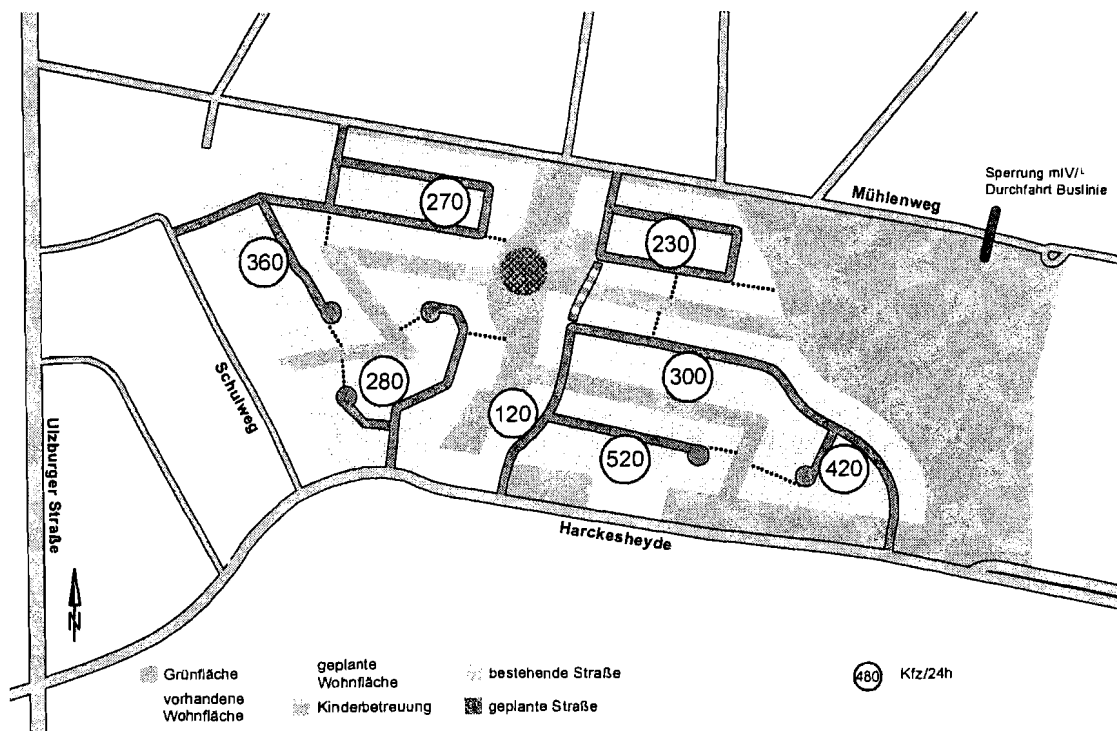 Sperrung mIV/
Durchfahrt Buslinie
Mühlenweg
270
230
360
Schulweg
280
300
120
520
420
Ulzburger Straße
Harckesheyde
N
Grünfläche
vorhandene
Wohnfläche
geplante
Wohnfläche
Kinderbetreuung
bestehende Straße
geplante Straße
480
Kfz/24h